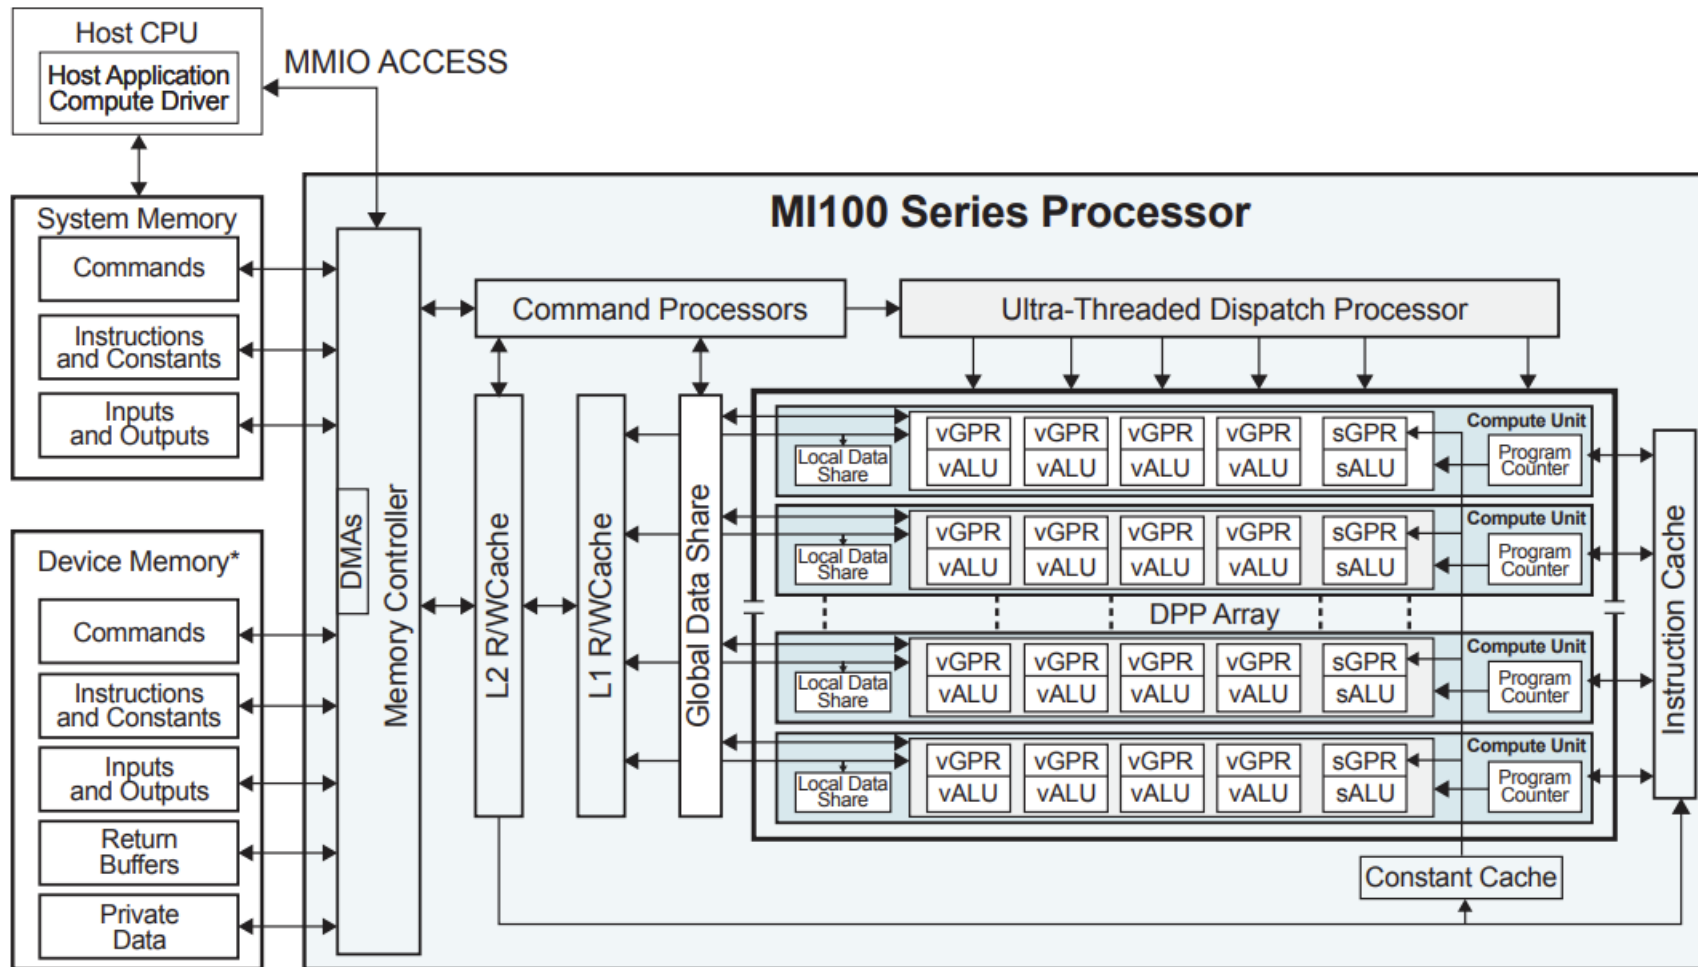 Host CPU
Host Application
Compute Driver
MMIO ACCESS
System Memory
Commands
Instructions
and Constants
Inputs
and Outputs
Device Memory*
Commands
Instructions
and Constants
Inputs
and Outputs
Return
Buffers
Private
Data
MI100 Series Processor
DMAs
Memory Controller
Command Processors
Ultra-Threaded Dispatch Processor
L2 R/WCache
L1 R/WCache
Global Data Share
Compute Unit
Local Data
Share
vGPR vGPR vGPR vGPR sGPR
vALU vALU vALU vALU sALU
Program
Counter
Compute Unit
Local Data
Share
vGPR vGPR vGPR vGPR sGPR
vALU vALU vALU vALU sALU
Program
Counter
DPP Array
Compute Unit
Local Data
Share
vGPR vGPR vGPR vGPR sGPR
vALU vALU vALU vALU sALU
Program
Counter
Compute Unit
Local Data
Share
vGPR vGPR vGPR vGPR sGPR
vALU vALU vALU vALU sALU
Program
Counter
Instruction Cache
Constant Cache